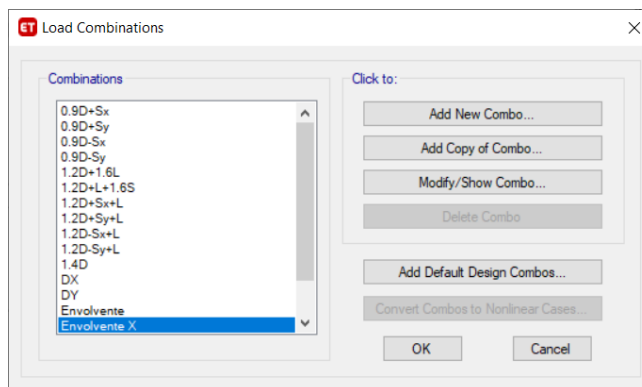 ET Load Combinations
Combinations
0.9D+Sx
0.9D+Sy
0.9D-Sx
0.9D-Sy
1.2D+1.6L
1.2D+L+1.6S
1.2D+Sx+L
1.2D+Sy+L
1.2D-Sx+L
1.2D-Sy+L
1.4D
DX
DY
Envolvente
Envolvente X
Click to:
Add New Combo...
Add Copy of Combo...
Modify/Show Combo...
Delete Combo
Add Default Design Combos...
Convert Combos to Nonlinear Cases...
OK
Cancel